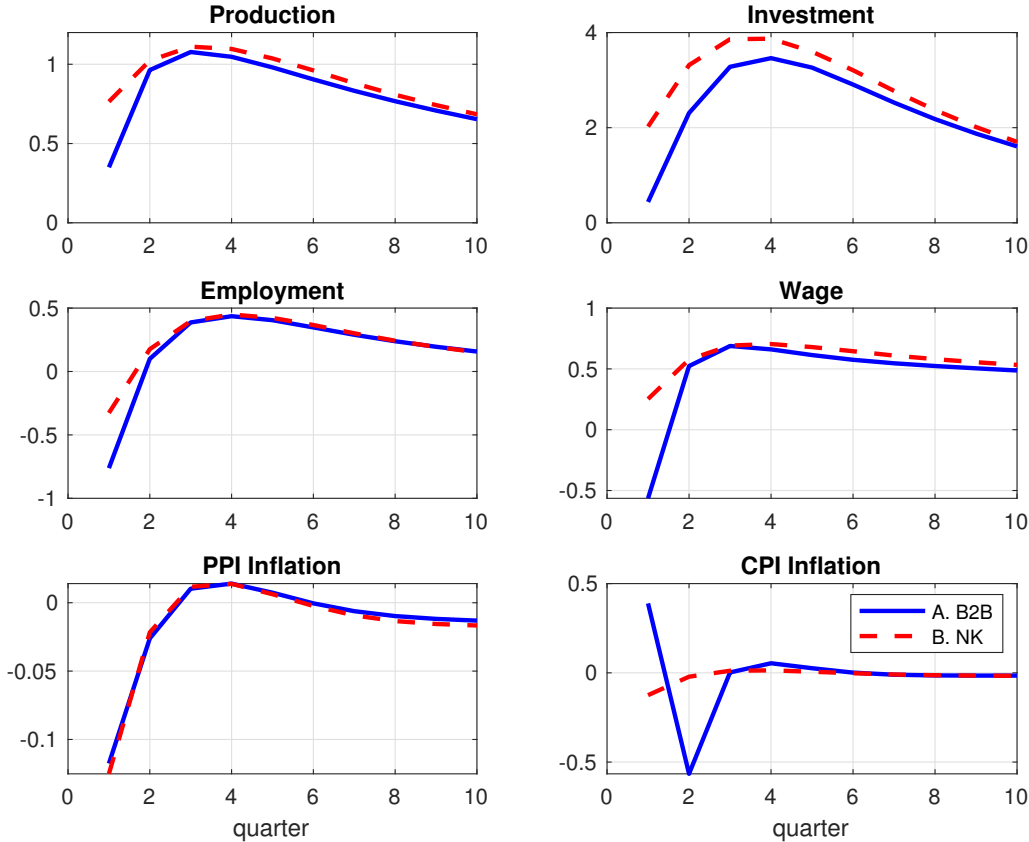 Production
1
0.5
0
0 2 4 6 8 10
Investment
4
2
0
0 2 4 6 8 10
Employment
0.5
0
-0.5
-1
0 2 4 6 8 10
Wage
1
0.5
0
-0.5
0 2 4 6 8 10
PPI Inflation
0
-0.05
-0.1
0 2 4 6 8 10
quarter
CPI Inflation
0.5
0
-0.5
A. B2B
B. NK
0 2 4 6 8 10
quarter